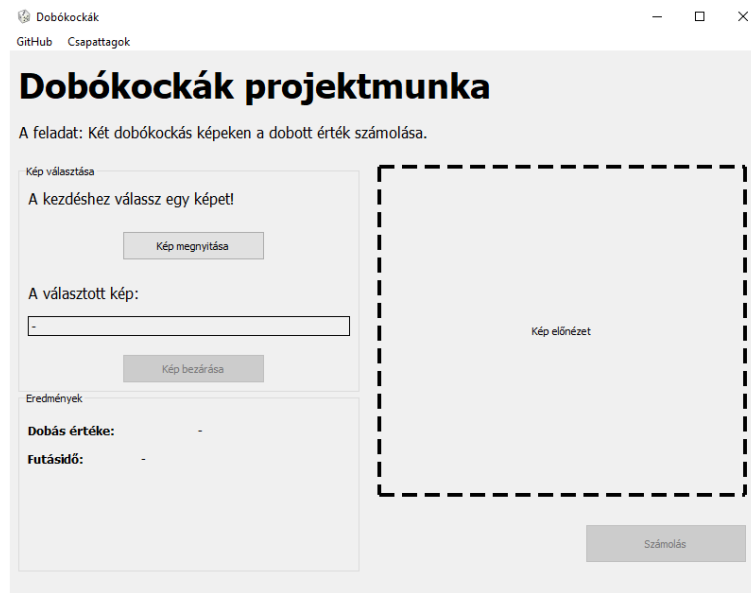 Dobókockák
GitHub Csapattagok
Dobókockák projektmunka
A feladat: Két dobókockás képeken a dobott érték számolása.
Kép választása
A kezdéshez válassz egy képet!
Kép megnyitása
A választott kép:
-
Kép bezárása
Kép előnézet
Eredmények
Dobás értéke: -
Futásidő: -
Számolás